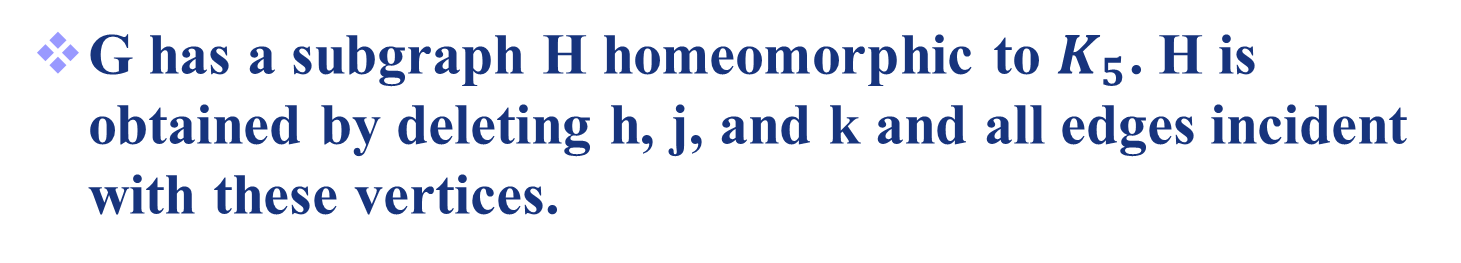 ❖G has a subgraph H homeomorphic to K₅. H is
obtained by deleting h, j, and k and all edges incident
with these vertices.